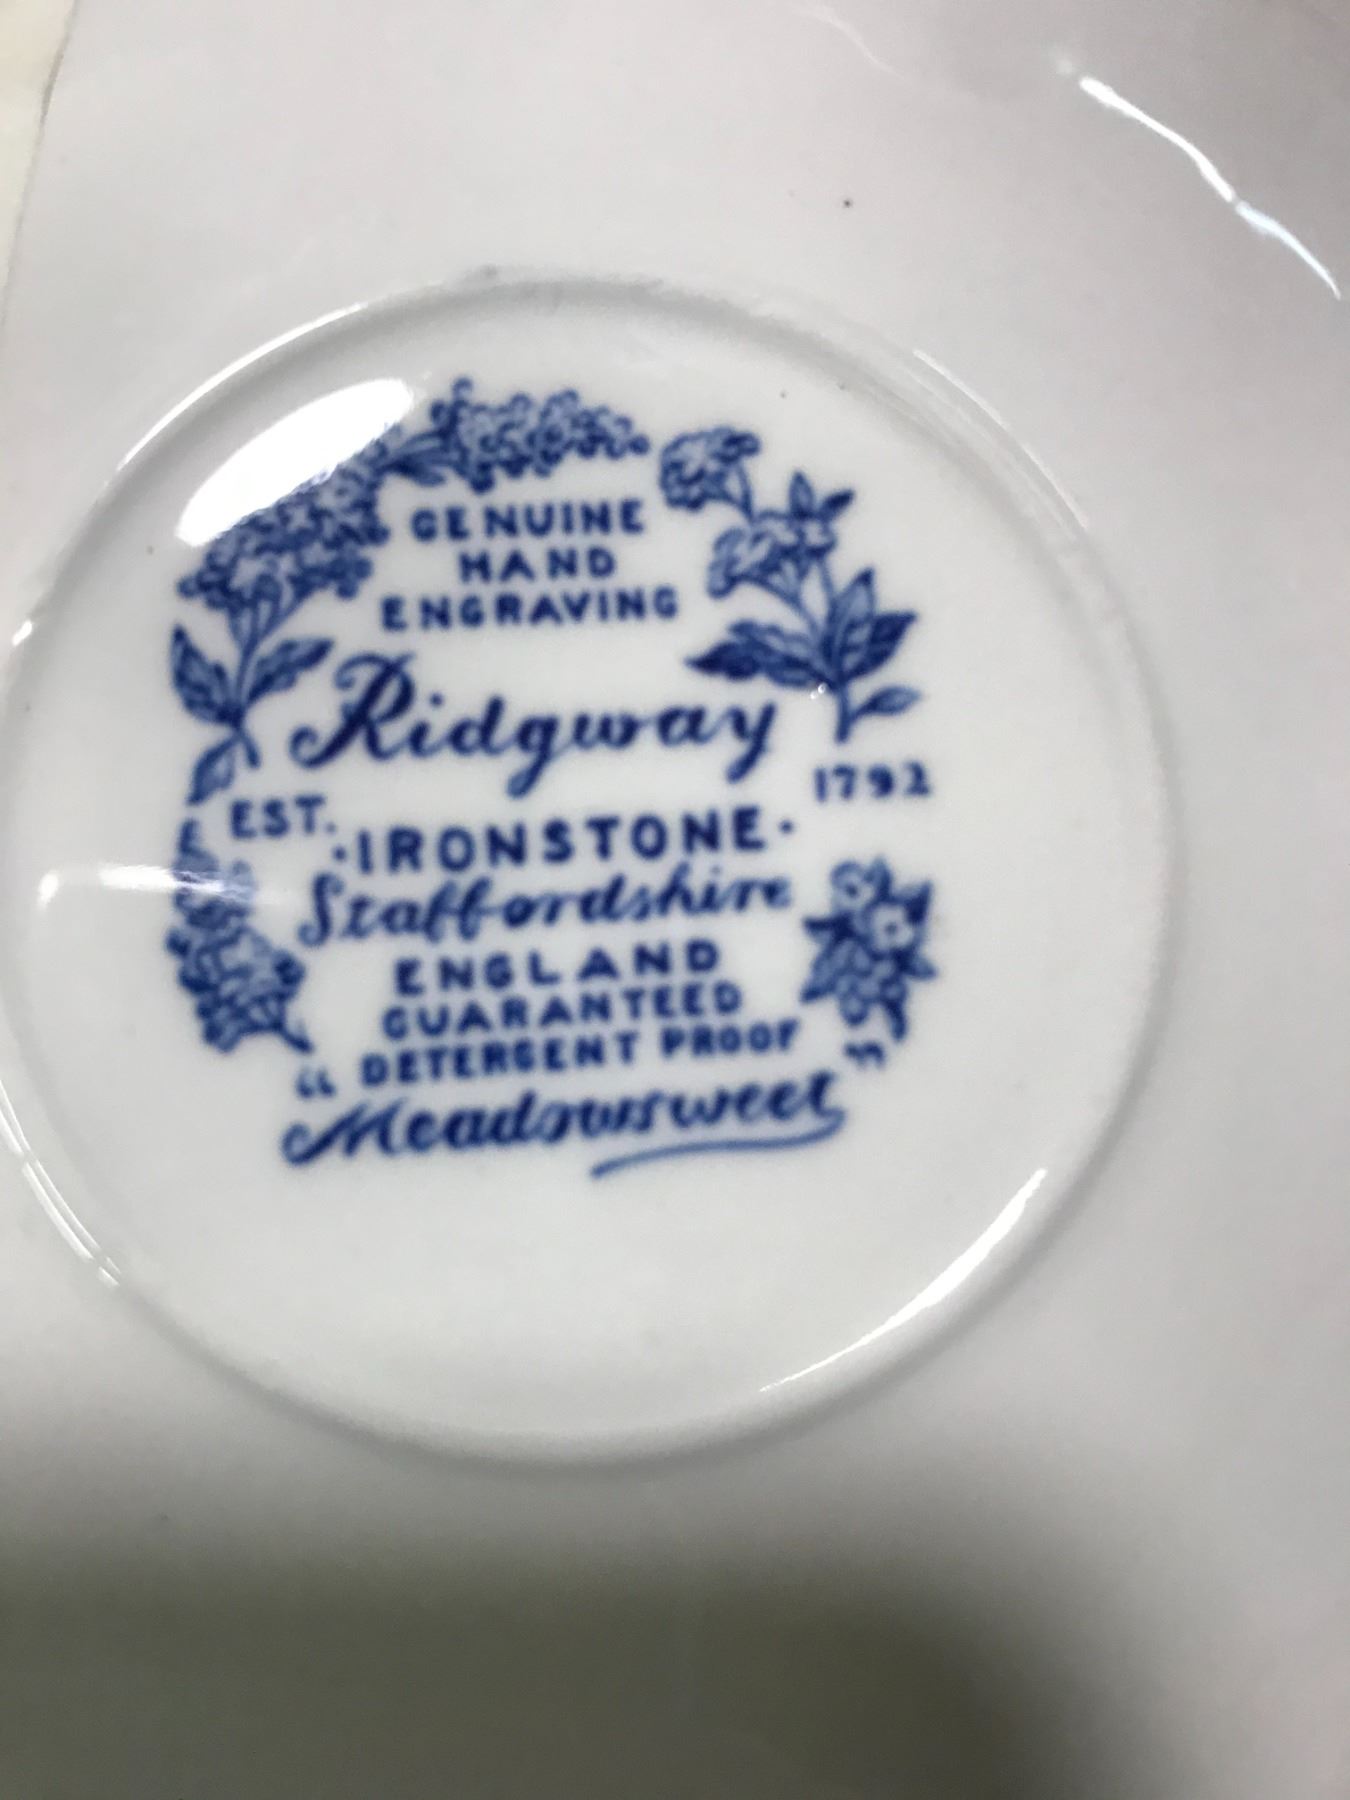 GENUINE
HAND
ENGRAVING
Ridgway
EST. 1792
·IRONSTONE·
Staffordshire
ENGLAND
GUARANTEED
DETERGENT PROOF
“Meadowsweet”